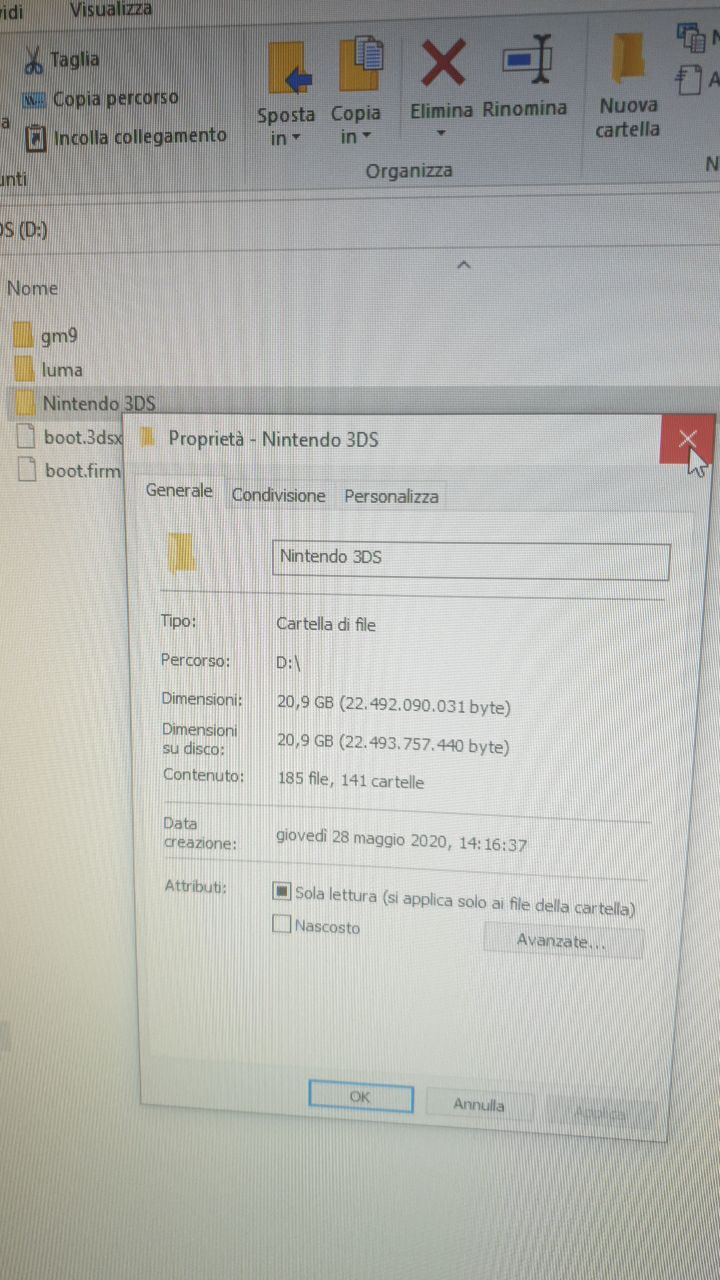 vidi Visualizza
Taglia
Copia percorso
Incolla collegamento
Sposta in
Copia in
Elimina
Rinomina
Nuova cartella
N
A
a
unti
Organizza
N
DS (D:)
Nome
gm9
luma
Nintendo 3DS
boot.3dsx
boot.firm
Proprietà - Nintendo 3DS
Generale Condivisione Personalizza
Nintendo 3DS
Tipo: Cartella di file
Percorso: D:\
Dimensioni: 20,9 GB (22.492.090.031 byte)
Dimensioni
su disco: 20,9 GB (22.493.757.440 byte)
Contenuto: 185 file, 141 cartelle
Data
creazione: giovedì 28 maggio 2020, 14:16:37
Attributi: Sola lettura (si applica solo ai file della cartella)
Nascosto Avanzate...
OK Annulla Applica